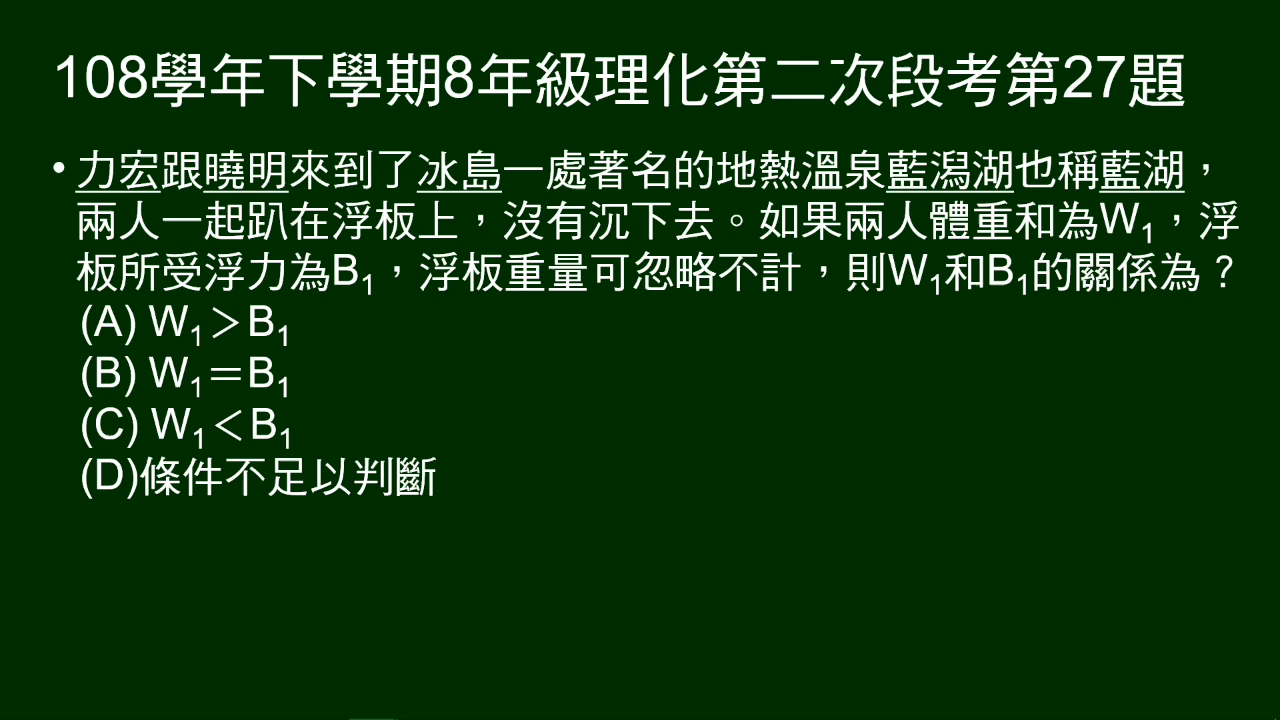 108學年下學期8年級理化第二次段考第27題
• 力宏跟曉明來到了冰島一處著名的地熱溫泉藍潟湖也稱藍湖，
兩人一起趴在浮板上，沒有沉下去。如果兩人體重和為W₁，浮
板所受浮力為B₁，浮板重量可忽略不計，則W₁和B₁的關係為？
(A) W₁＞B₁
(B) W₁＝B₁
(C) W₁＜B₁
(D)條件不足以判斷